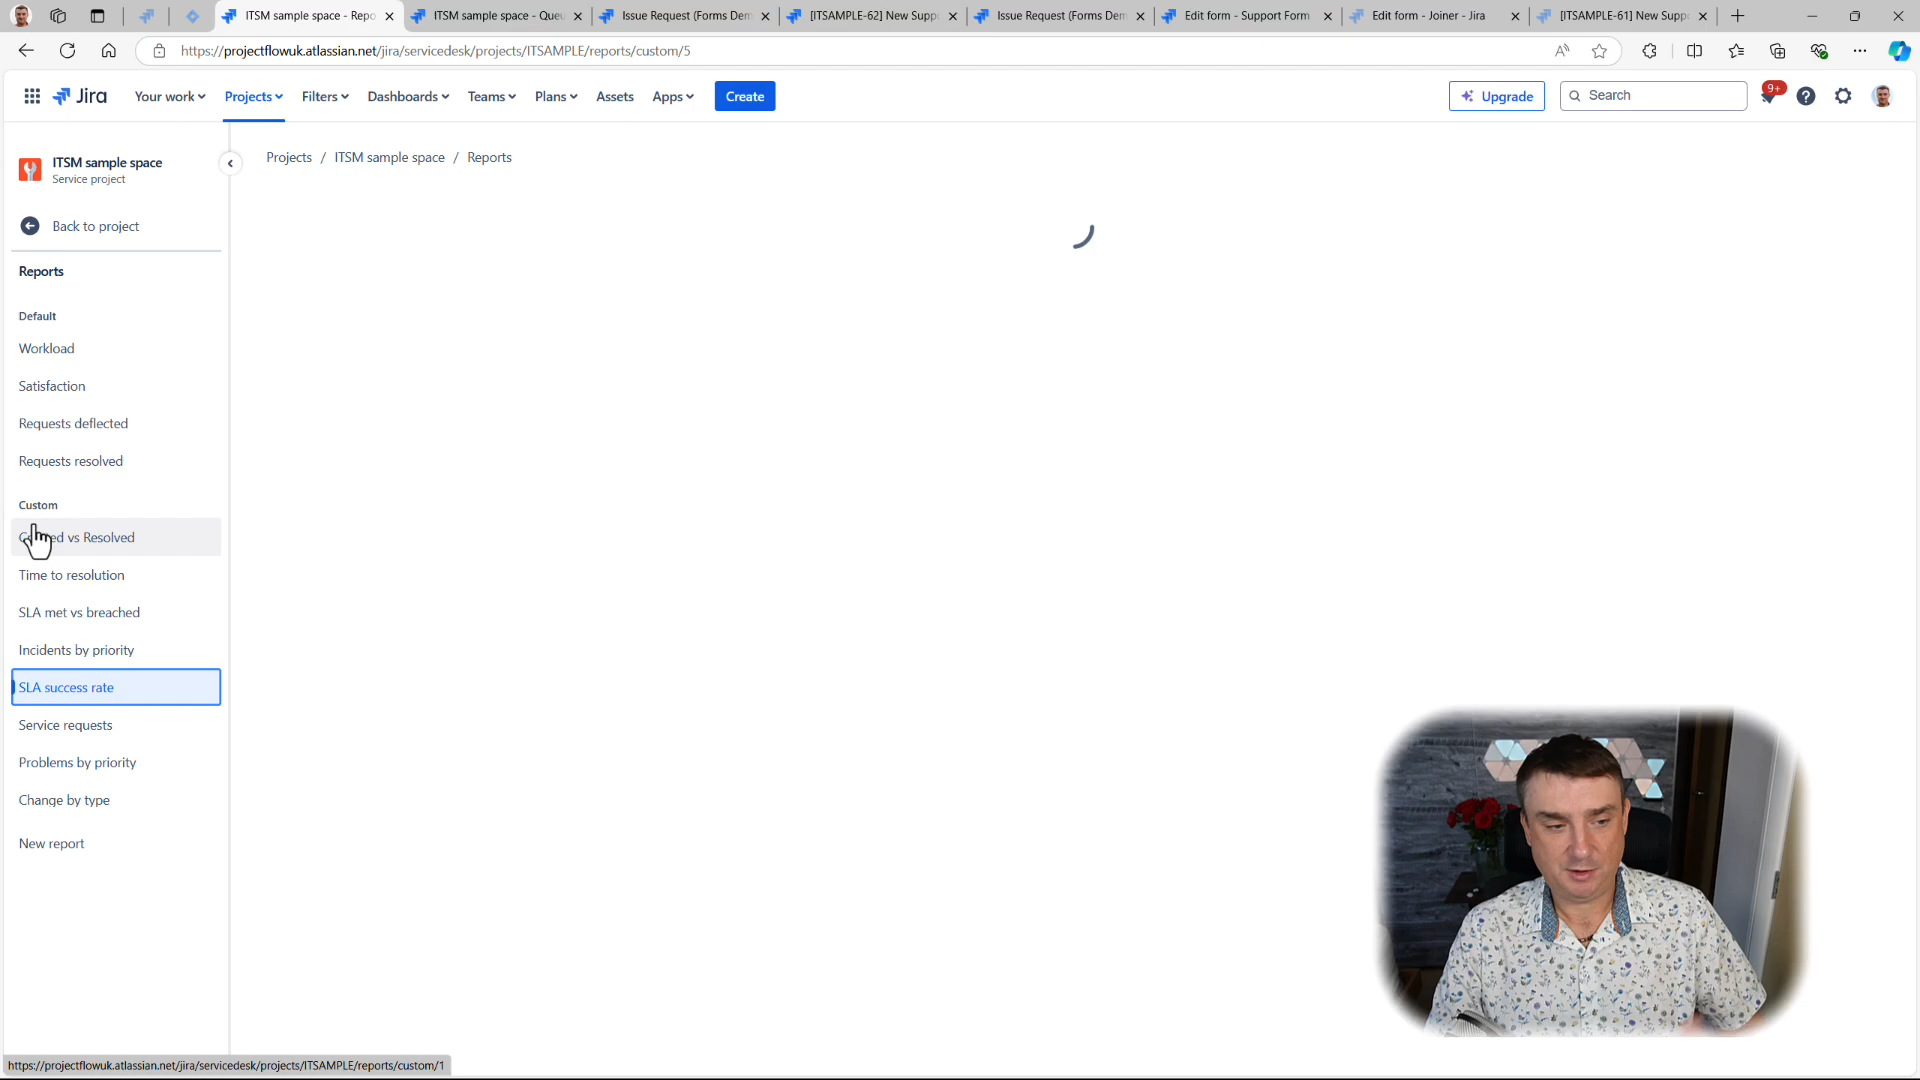 ITSM sample space - Repo
ITSM sample space - Queu
Issue Request (Forms Dem
[ITSAMPLE-62] New Supp
Issue Request (Forms Dem
Edit form - Support Form
Edit form - Joiner - Jira
[ITSAMPLE-61] New Supp
https://projectflowuk.atlassian.net/jira/servicedesk/projects/ITSAMPLE/reports/custom/5
Jira
Your work
Projects
Filters
Dashboards
Teams
Plans
Assets
Apps
Create
Upgrade
Search
9+
ITSM sample space
Service project
Projects / ITSM sample space / Reports
Back to project
Reports
Default
Workload
Satisfaction
Requests deflected
Requests resolved
Custom
vs Resolved
Time to resolution
SLA met vs breached
Incidents by priority
SLA success rate
Service requests
Problems by priority
Change by type
New report
https://projectflowuk.atlassian.net/jira/servicedesk/projects/ITSAMPLE/reports/custom/1